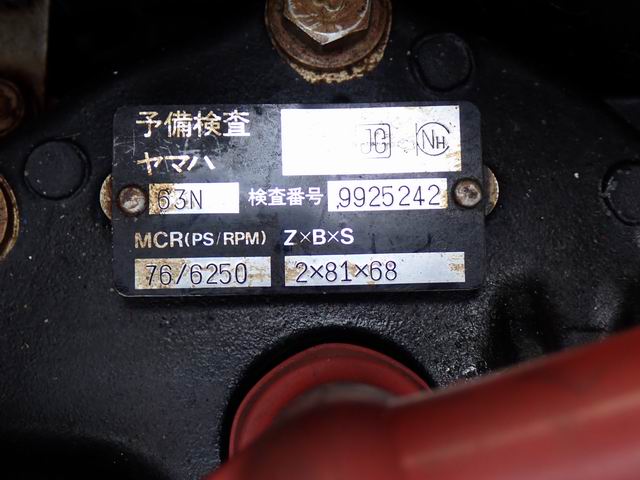 予備検査
JG NH
ヤマハ
63N 検査番号 9925242
MCR(PS/RPM) Z×B×S
76/6250 2×81×68